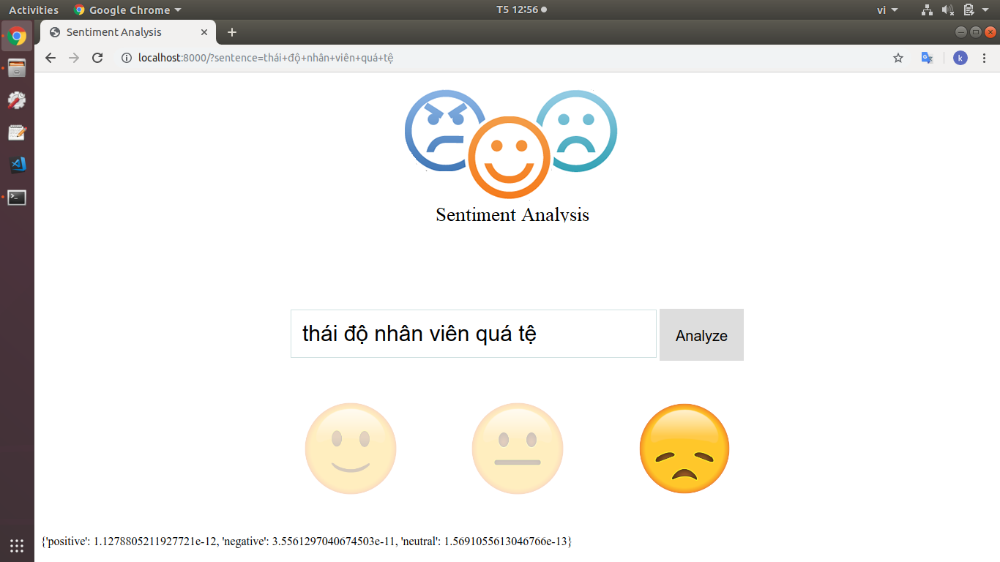 Activities Google Chrome T5 12:56 vi
Sentiment Analysis
localhost:8000/?sentence=thái+độ+nhân+viên+quá+tệ k
Sentiment Analysis
thái độ nhân viên quá tệ Analyze
{'positive': 1.1278805211927721e-12, 'negative': 3.5561297040674503e-11, 'neutral': 1.5691055613046766e-13}